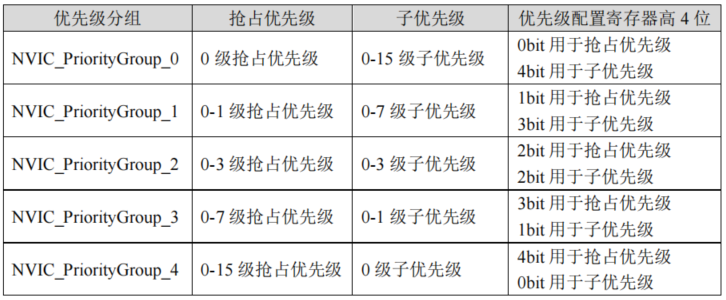 优先级分组 抢占优先级 子优先级 优先级配置寄存器高 4 位
NVIC_PriorityGroup_0 0 级抢占优先级 0-15 级子优先级 0bit 用于抢占优先级
4bit 用于子优先级
NVIC_PriorityGroup_1 0-1 级抢占优先级 0-7 级子优先级 1bit 用于抢占优先级
3bit 用于子优先级
NVIC_PriorityGroup_2 0-3 级抢占优先级 0-3 级子优先级 2bit 用于抢占优先级
2bit 用于子优先级
NVIC_PriorityGroup_3 0-7 级抢占优先级 0-1 级子优先级 3bit 用于抢占优先级
1bit 用于子优先级
NVIC_PriorityGroup_4 0-15 级抢占优先级 0 级子优先级 4bit 用于抢占优先级
0bit 用于子优先级